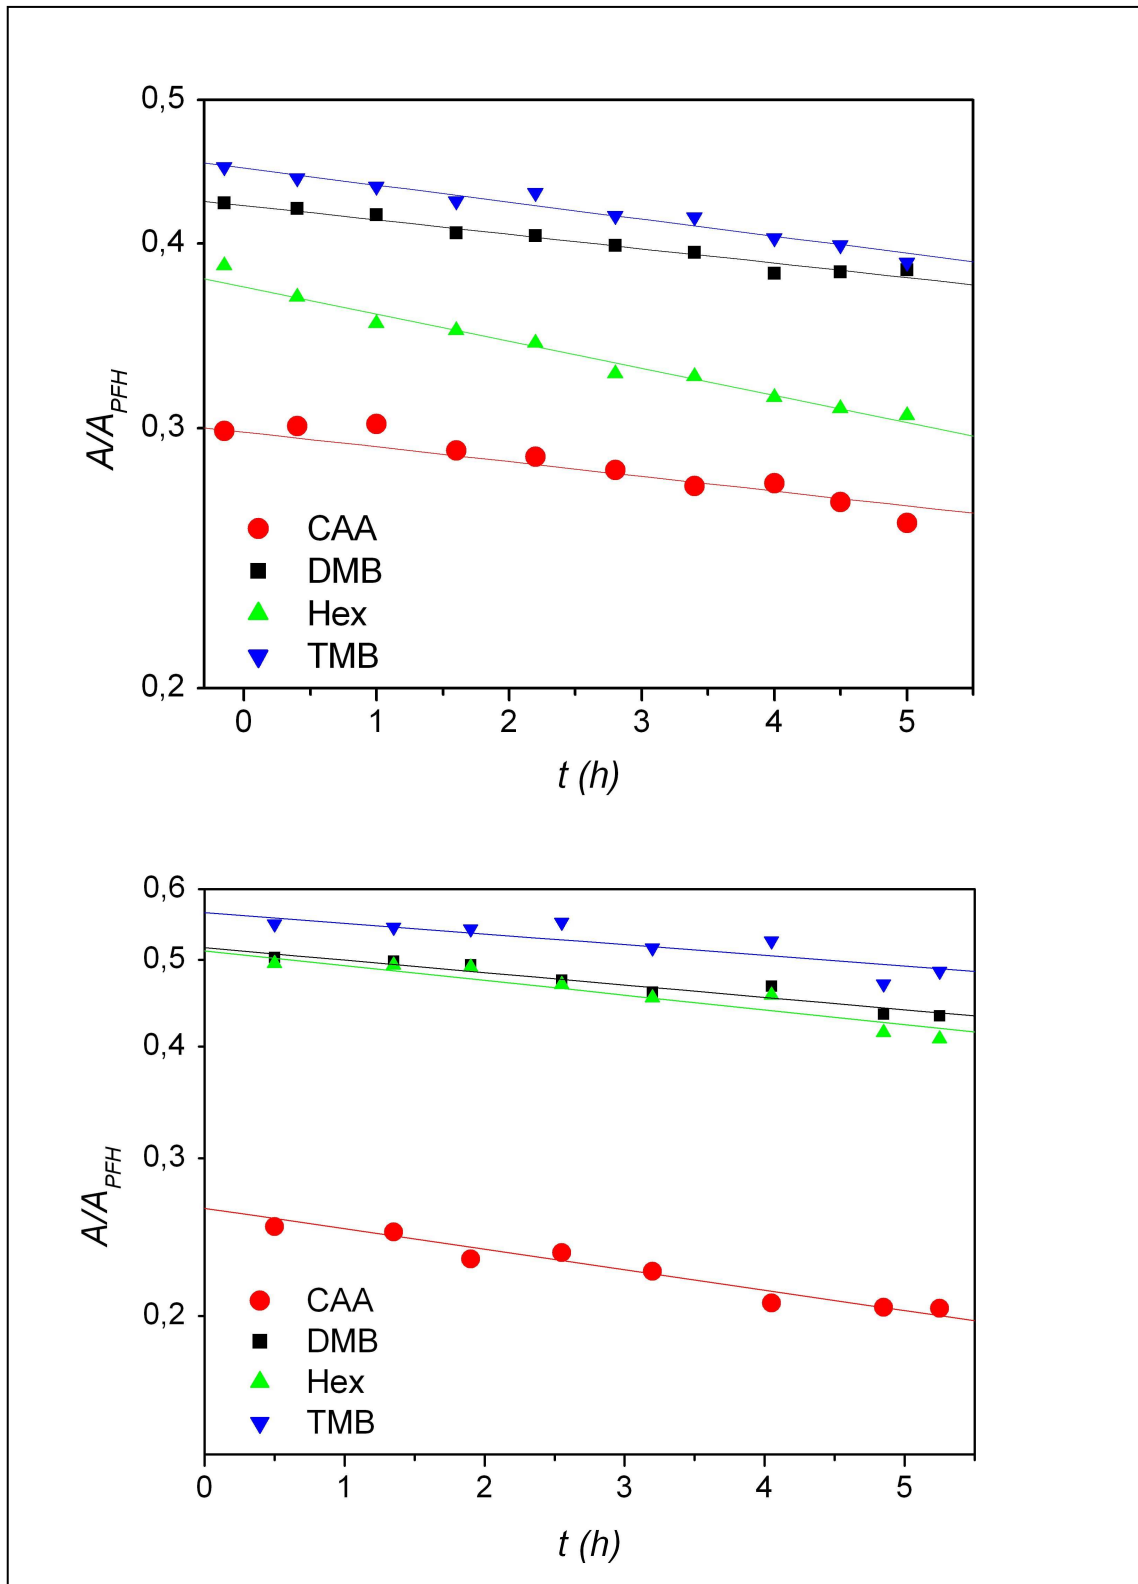 0,5
0,4
0,3
0,2
A/A_PFH
CAA
DMB
Hex
TMB
0 1 2 3 4 5
t (h)
0,6
0,5
0,4
0,3
0,2
A/A_PFH
CAA
DMB
Hex
TMB
0 1 2 3 4 5
t (h)